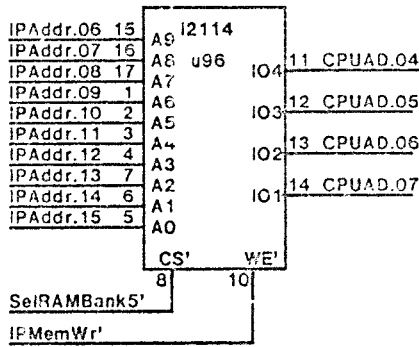 i2114
u96
IPAddr.06 15 A9
IPAddr.07 16 A8
IPAddr.08 17 A7
IPAddr.09 1 A6
IPAddr.10 2 A5
IPAddr.11 3 A4
IPAddr.12 4 A3
IPAddr.13 7 A2
IPAddr.14 6 A1
IPAddr.15 5 A0
IO4 11 CPUAD.04
IO3 12 CPUAD.05
IO2 13 CPUAD.06
IO1 14 CPUAD.07
CS' WE'
8 10
SelRAMBank5'
IPMemWr'